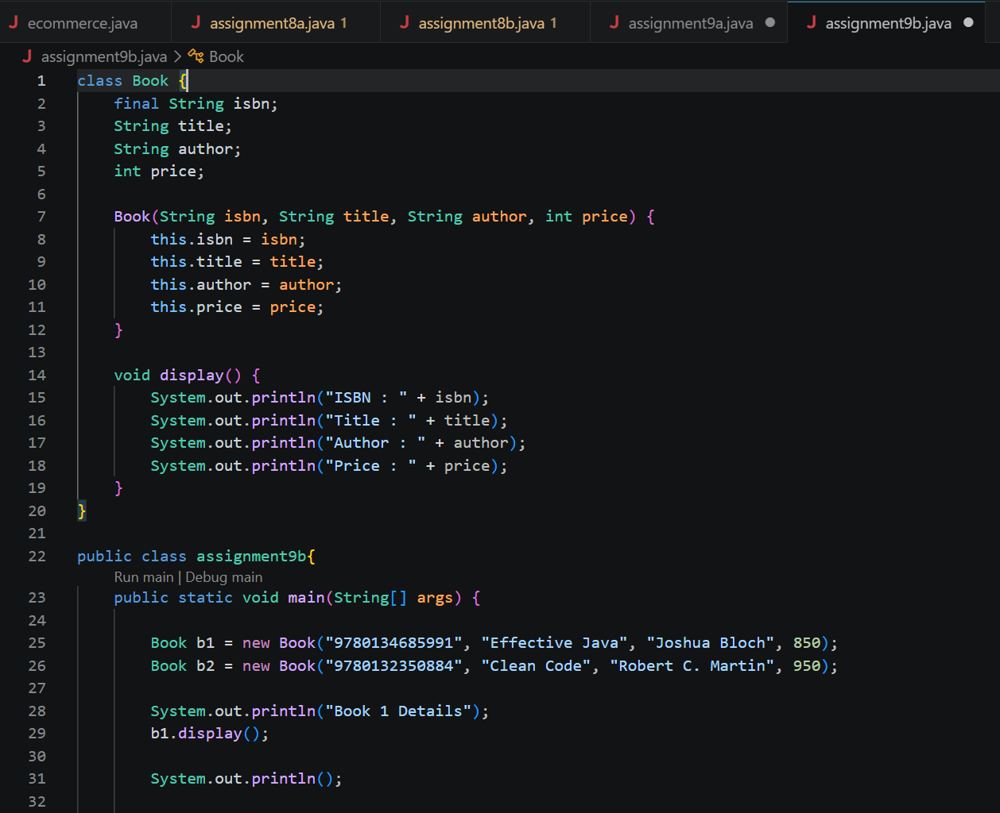 J ecommerce.java J assignment8a.java 1 J assignment8b.java 1 J assignment9a.java ● J assignment9b.java ●
J assignment9b.java > Book
1 class Book {
2     final String isbn;
3     String title;
4     String author;
5     int price;
6
7     Book(String isbn, String title, String author, int price) {
8         this.isbn = isbn;
9         this.title = title;
10         this.author = author;
11         this.price = price;
12     }
13
14     void display() {
15         System.out.println("ISBN : " + isbn);
16         System.out.println("Title : " + title);
17         System.out.println("Author : " + author);
18         System.out.println("Price : " + price);
19     }
20 }
21
22 public class assignment9b{
Run main | Debug main
23     public static void main(String[] args) {
24
25         Book b1 = new Book("9780134685991", "Effective Java", "Joshua Bloch", 850);
26         Book b2 = new Book("9780132350884", "Clean Code", "Robert C. Martin", 950);
27
28         System.out.println("Book 1 Details");
29         b1.display();
30
31         System.out.println();
32